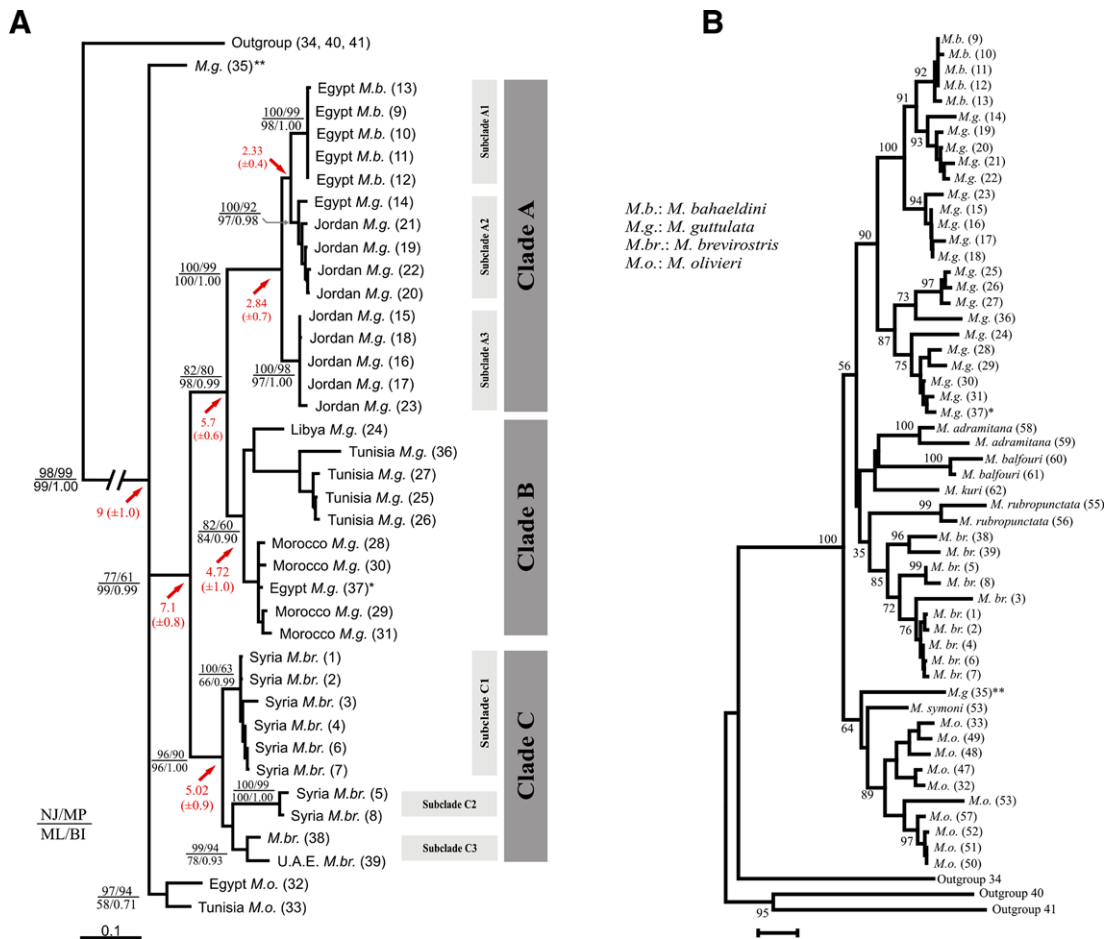 A
Outgroup (34, 40, 41)
M.g. (35)**
Egypt M.b. (13)
100/99
98/1.00
Egypt M.b. (9)
Egypt M.b. (10)
2.33
(±0.4)
Egypt M.b. (11)
Egypt M.b. (12)
Subclade A1
100/92
97/0.98
Egypt M.g. (14)
Jordan M.g. (21)
Jordan M.g. (19)
Jordan M.g. (22)
Jordan M.g. (20)
Subclade A2
100/99
100/1.00
2.84
(±0.7)
Jordan M.g. (15)
Jordan M.g. (18)
Jordan M.g. (16)
Jordan M.g. (17)
Jordan M.g. (23)
100/98
97/1.00
Subclade A3
Clade A
82/80
98/0.99
5.7
(±0.6)
Libya M.g. (24)
Tunisia M.g. (36)
Tunisia M.g. (27)
Tunisia M.g. (25)
Tunisia M.g. (26)
98/99
99/1.00
9 (±1.0)
82/60
84/0.90
4.72
(±1.0)
Morocco M.g. (28)
Morocco M.g. (30)
Egypt M.g. (37)*
Morocco M.g. (29)
Morocco M.g. (31)
Clade B
77/61
99/0.99
7.1
(±0.8)
Syria M.br. (1)
100/63
66/0.99
Syria M.br. (2)
Syria M.br. (3)
Syria M.br. (4)
Syria M.br. (6)
Syria M.br. (7)
Subclade C1
96/90
96/1.00
5.02
(±0.9)
100/99
100/1.00
Syria M.br. (5)
Syria M.br. (8)
Subclade C2
99/94
78/0.93
M.br. (38)
U.A.E. M.br. (39)
Subclade C3
Clade C
NJ/MP
ML/BI
97/94
58/0.71
Egypt M.o. (32)
Tunisia M.o. (33)
0.1
M.b.: M. bahaeldini
M.g.: M. guttulata
M.br.: M. brevirostris
M.o.: M. olivieri
B
M.b. (9)
M.b. (10)
M.b. (11)
M.b. (12)
M.b. (13)
92
91
M.g. (14)
M.g. (19)
M.g. (20)
M.g. (21)
M.g. (22)
93
100
M.g. (23)
M.g. (15)
M.g. (16)
M.g. (17)
M.g. (18)
94
90
M.g. (25)
M.g. (26)
M.g. (27)
97
73
M.g. (36)
87
M.g. (24)
M.g. (28)
M.g. (29)
75
M.g. (30)
M.g. (31)
M.g. (37)*
56
M. adramitana (58)
M. adramitana (59)
100
M. balfouri (60)
M. balfouri (61)
100
M. kuri (62)
M. rubropunctata (55)
M. rubropunctata (56)
99
100
35
M. br. (38)
M. br. (39)
96
85
M. br. (5)
M. br. (8)
99
72
M. br. (3)
76
M. br. (1)
M. br. (2)
M. br. (4)
M. br. (6)
M. br. (7)
M.g (35)**
64
M. symoni (53)
M.o. (33)
M.o. (49)
M.o. (48)
M.o. (47)
M.o. (32)
89
M.o. (53)
M.o. (57)
M.o. (52)
97
M.o. (51)
M.o. (50)
Outgroup 34
Outgroup 40
95
Outgroup 41